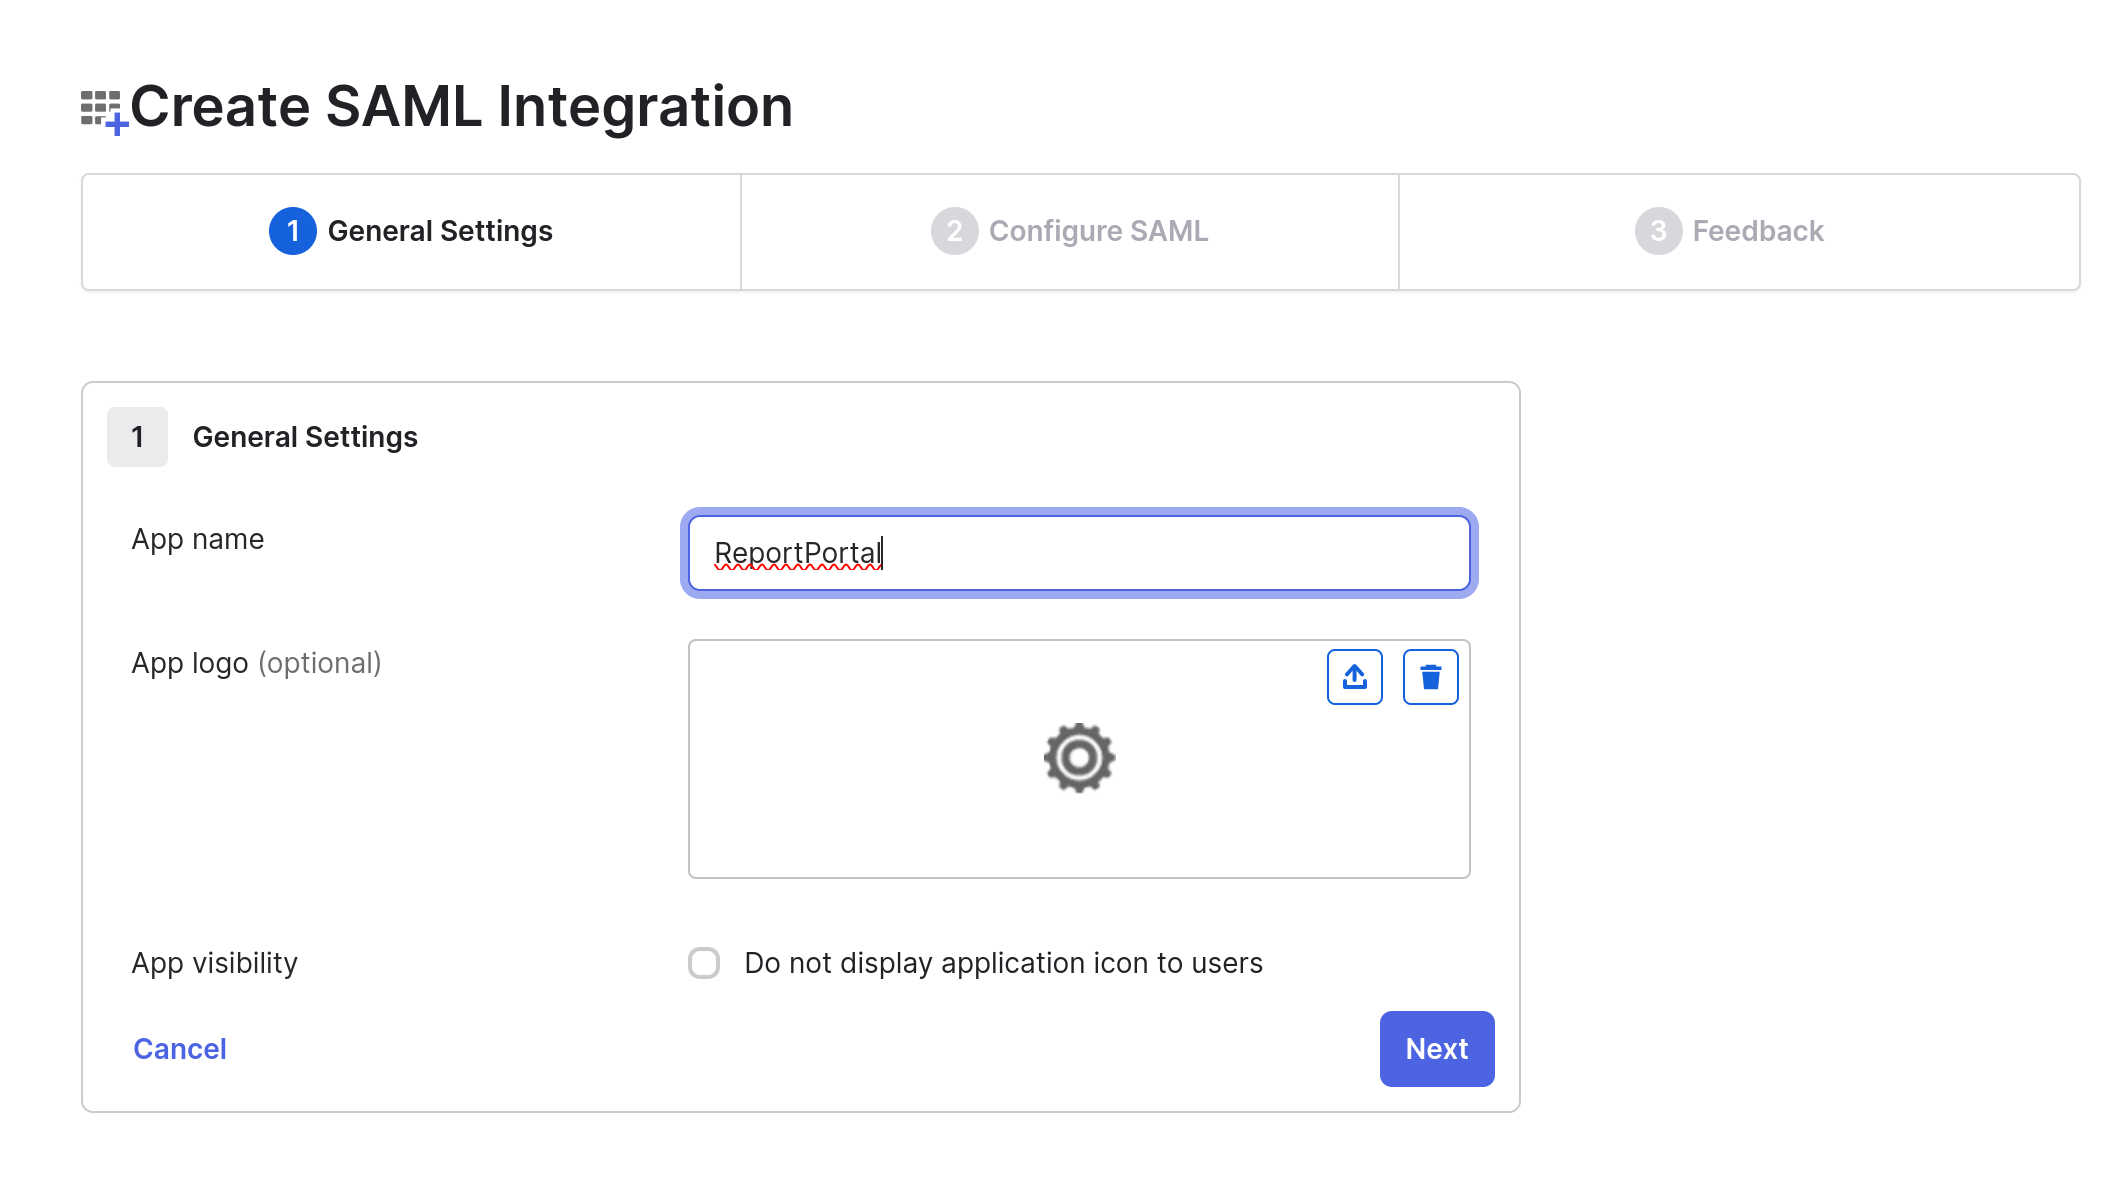 Create SAML Integration
1 General Settings
2 Configure SAML
3 Feedback
1 General Settings
App name
ReportPortal
App logo (optional)
App visibility
Do not display application icon to users
Cancel
Next